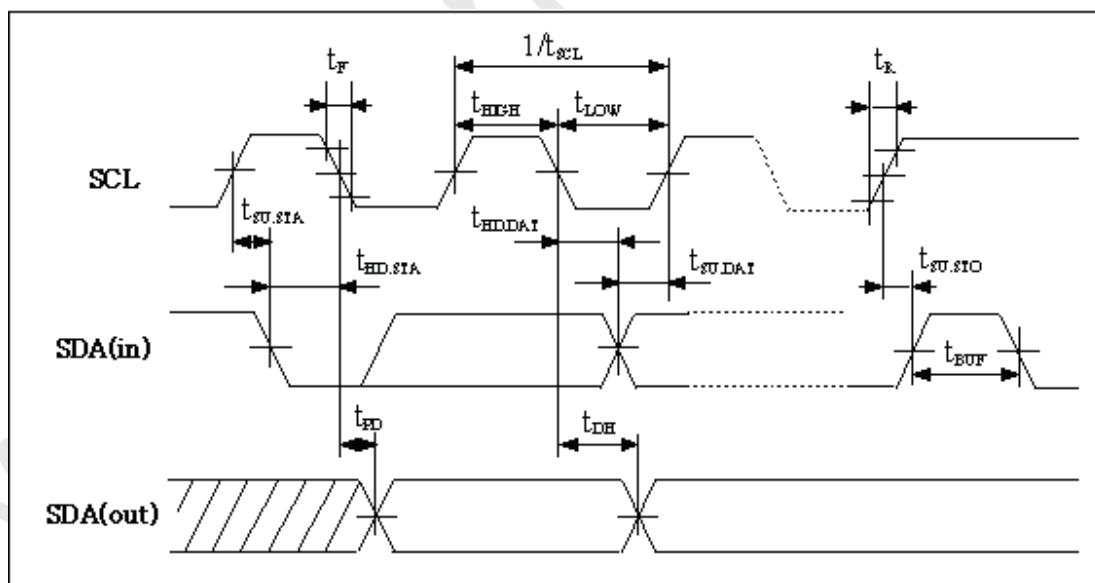 1/tSCL
tF
tR
tHIGH
tLOW
SCL
tSU.STA
tHD.DAT
tHD.STA
tSU.DAT
tSU.STO
SDA(in)
tBUF
tPD
tDH
SDA(out)